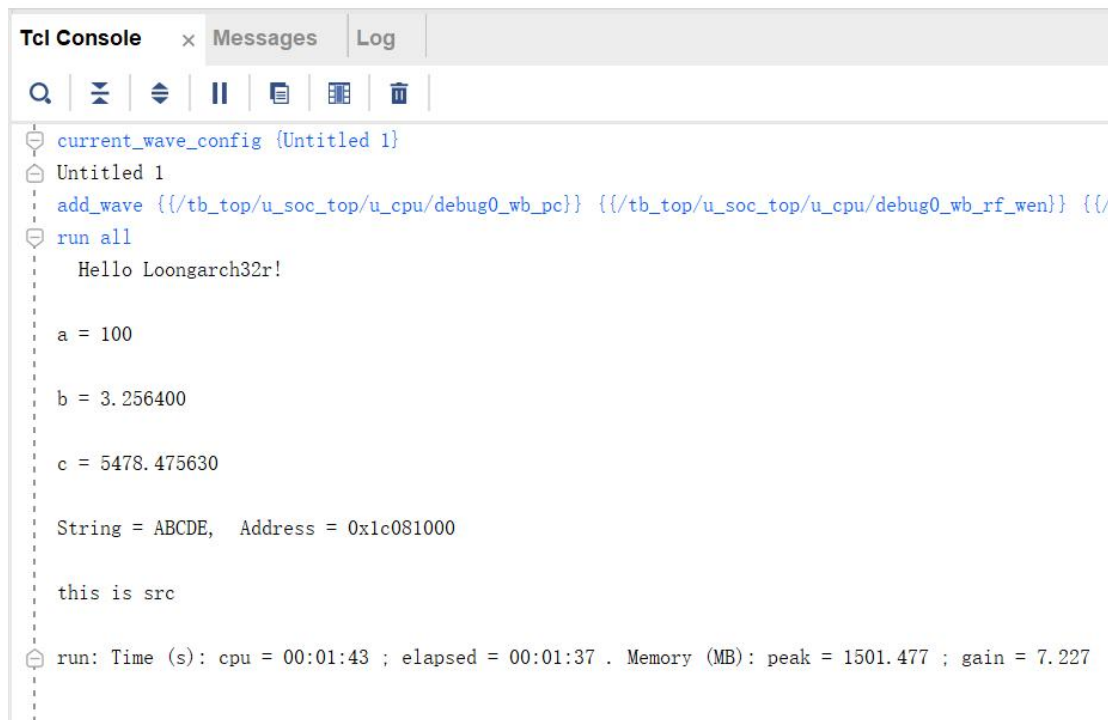 Tcl Console × Messages Log
current_wave_config {Untitled 1}
Untitled 1
add_wave {{/tb_top/u_soc_top/u_cpu/debug0_wb_pc}} {{/tb_top/u_soc_top/u_cpu/debug0_wb_rf_wen}} {{/
run all
Hello Loongarch32r!
a = 100
b = 3.256400
c = 5478.475630
String = ABCDE, Address = 0x1c081000
this is src
run: Time (s): cpu = 00:01:43 ; elapsed = 00:01:37 . Memory (MB): peak = 1501.477 ; gain = 7.227